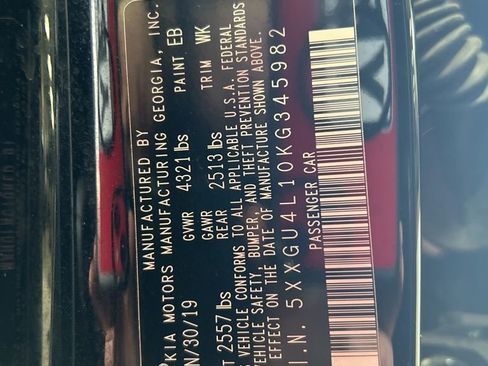 MANUFACTURED BY
KIA MOTORS MANUFACTURING GEORGIA, INC.
N/30/19 GVWR 4321 lbs PAINT EB
GAWR
T 2557 lbs REAR 2513 lbs TRIM WK
S VEHICLE CONFORMS TO ALL APPLICABLE U.S.A. FEDERAL
VEHICLE SAFETY, BUMPER, AND THEFT PREVENTION STANDARDS
EFFECT ON THE DATE OF MANUFACTURE SHOWN ABOVE.
I.N. 5XXGU4L10KG345982
PASSENGER CAR